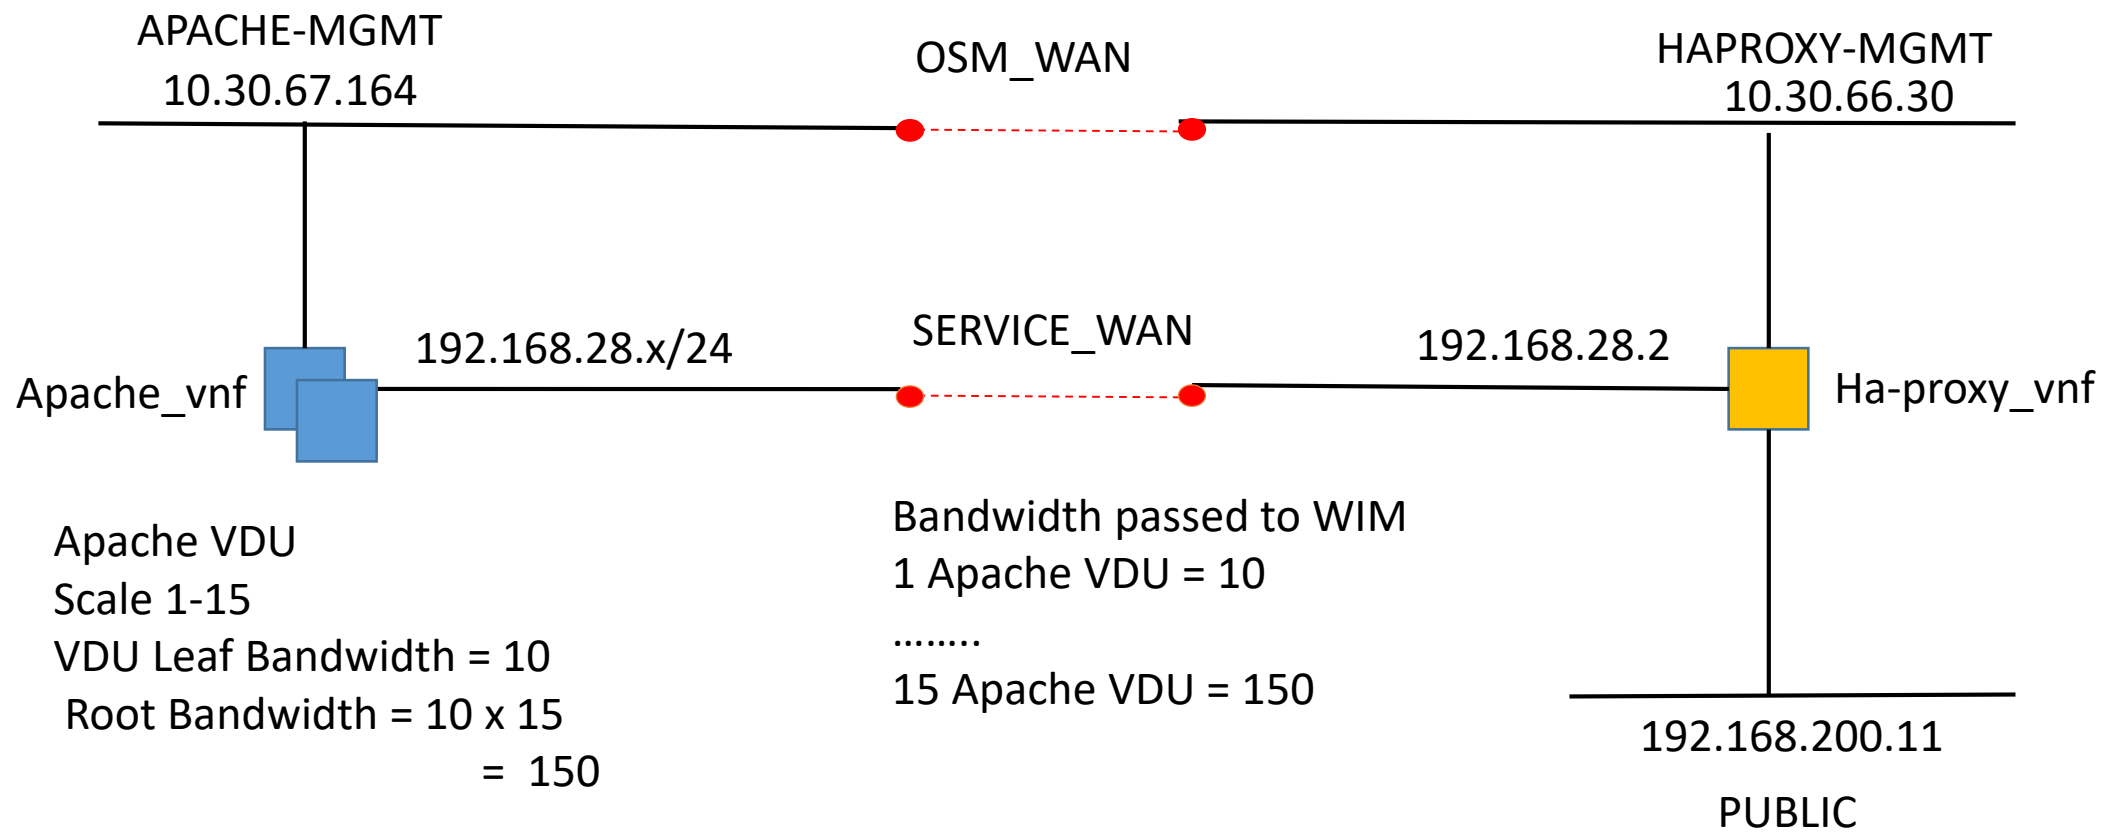 APACHE-MGMT
10.30.67.164
OSM_WAN
HAPROXY-MGMT
10.30.66.30
192.168.28.x/24
SERVICE_WAN
192.168.28.2
Apache_vnf
Ha-proxy_vnf
Apache VDU
Scale 1-15
VDU Leaf Bandwidth = 10
Root Bandwidth = 10 x 15
= 150
Bandwidth passed to WIM
1 Apache VDU = 10
........
15 Apache VDU = 150
192.168.200.11
PUBLIC